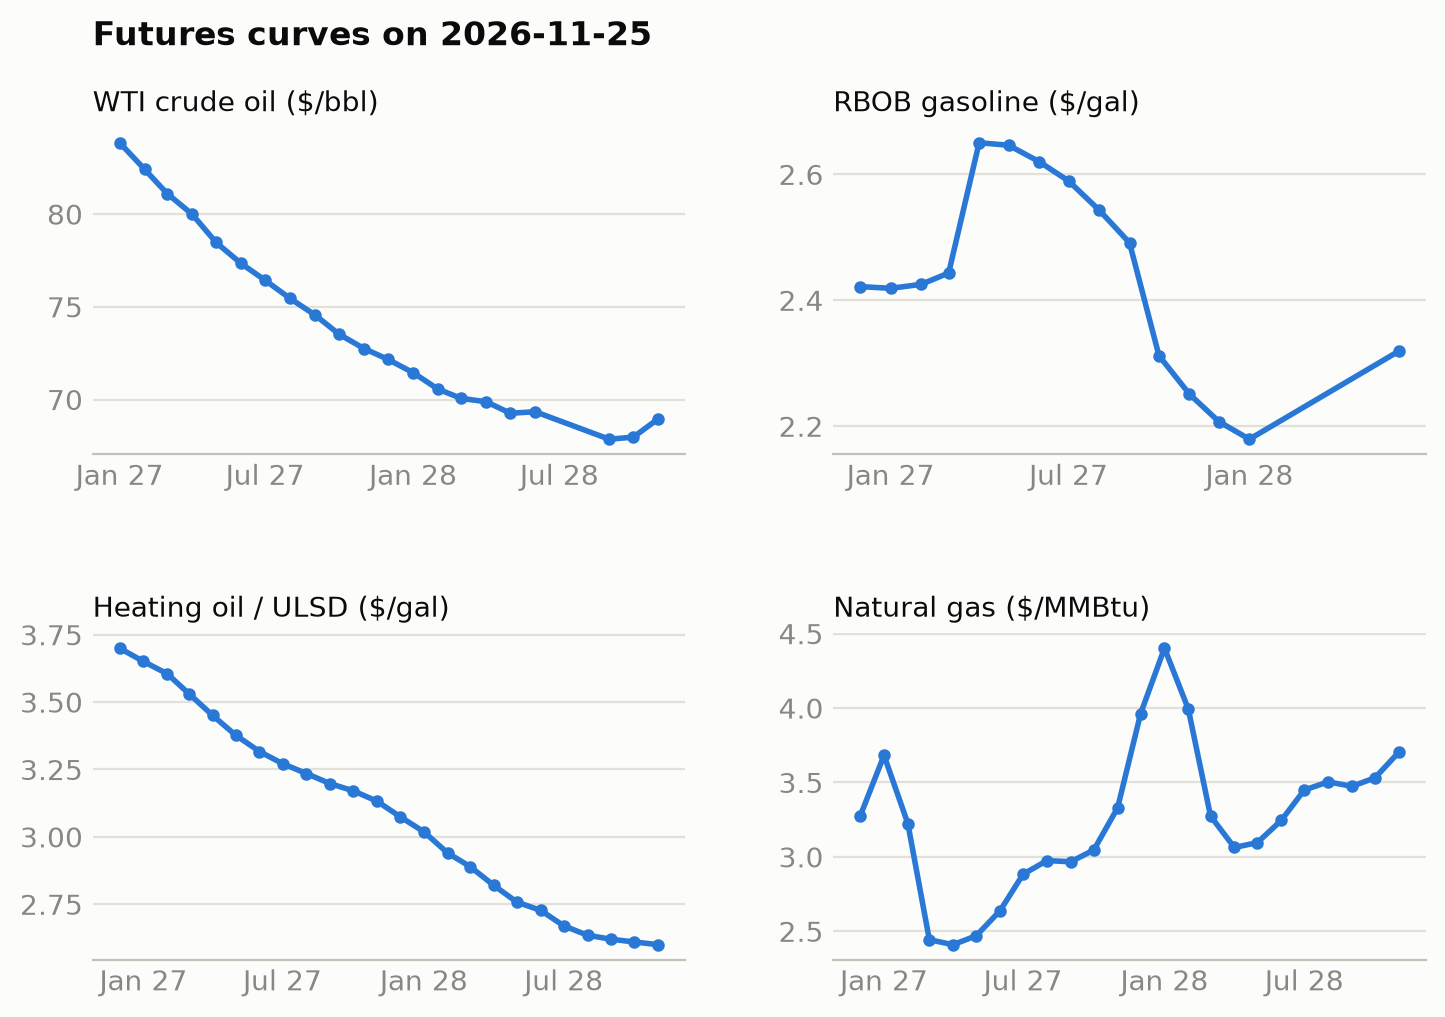 Futures curves on 2026-11-25
WTI crude oil ($/bbl)
80
75
70
Jan 27 Jul 27 Jan 28 Jul 28
RBOB gasoline ($/gal)
2.6
2.4
2.2
Jan 27 Jul 27 Jan 28
Heating oil / ULSD ($/gal)
3.75
3.50
3.25
3.00
2.75
Jan 27 Jul 27 Jan 28 Jul 28
Natural gas ($/MMBtu)
4.5
4.0
3.5
3.0
2.5
Jan 27 Jul 27 Jan 28 Jul 28